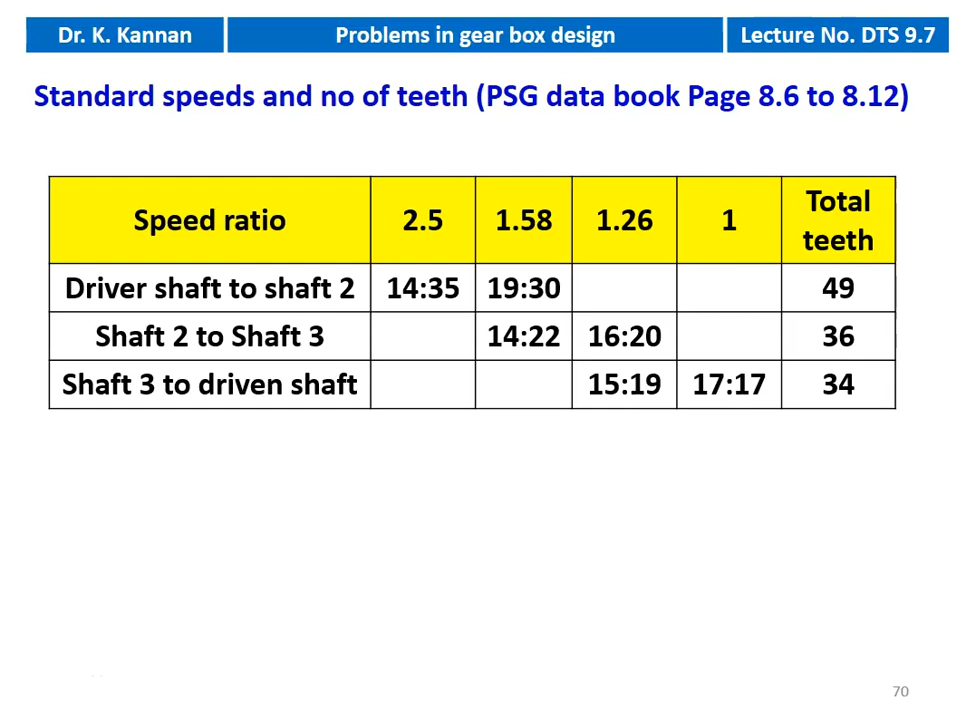 Dr. K. Kannan Problems in gear box design Lecture No. DTS 9.7
Standard speeds and no of teeth (PSG data book Page 8.6 to 8.12)
Speed ratio 2.5 1.58 1.26 1 Total teeth
Driver shaft to shaft 2 14:35 19:30 49
Shaft 2 to Shaft 3 14:22 16:20 36
Shaft 3 to driven shaft 15:19 17:17 34
70